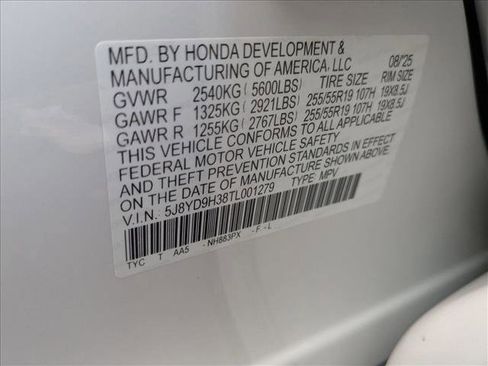 MFD. BY HONDA DEVELOPMENT &
MANUFACTURING OF AMERICA, LLC 08/'25
GVWR 2540KG (5600LBS) TIRE SIZE RIM SIZE
GAWR F 1325KG (2921LBS) 255/55R19 107H 19X8.5J
GAWR R 1255KG (2767LBS) 255/55R19 107H 19X8.5J
THIS VEHICLE CONFORMS TO ALL APPLICABLE
FEDERAL MOTOR VEHICLE SAFETY
AND THEFT PREVENTION STANDARDS IN EFFECT
ON THE DATE OF MANUFACTURE SHOWN ABOVE.
V.I.N. 5J8YD9H38TL001279 TYPE MPV
TYC T AA5 -NH883PX -F -L